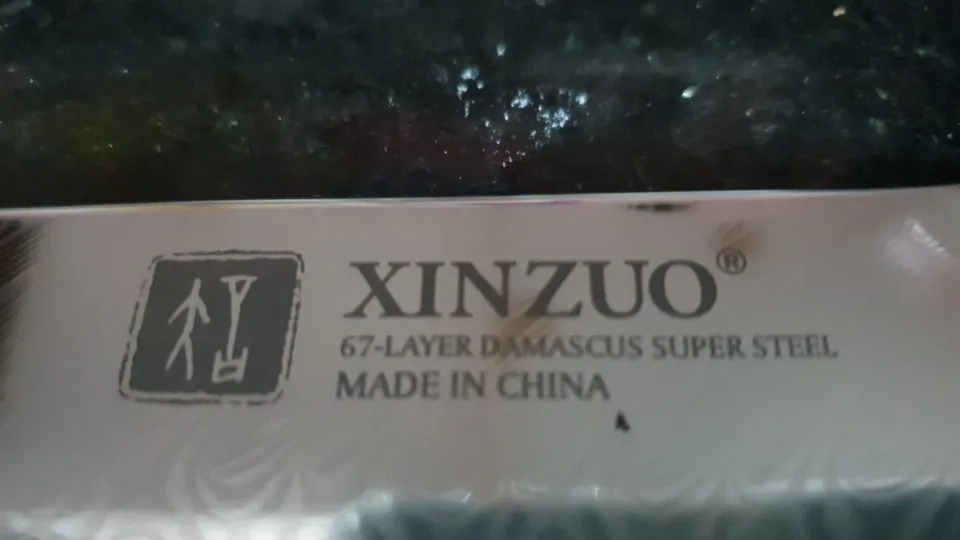 XINZUO®
67-LAYER DAMASCUS SUPER STEEL
MADE IN CHINA